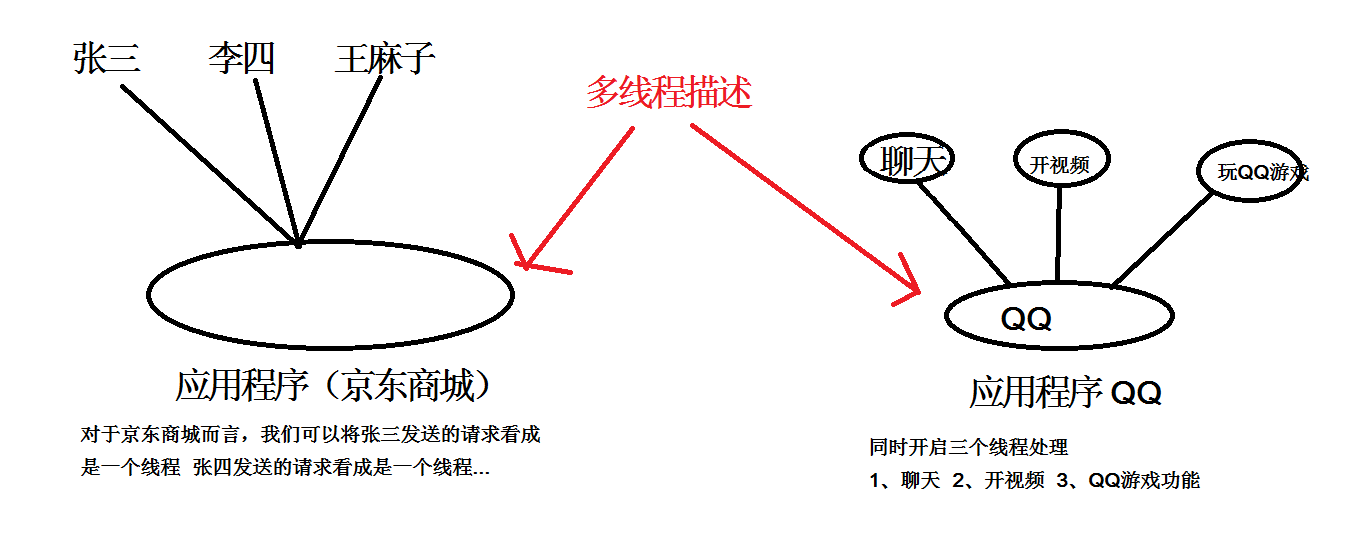 张三 李四 王麻子
多线程描述
聊天 开视频 玩QQ游戏
QQ
应用程序（京东商城）
应用程序 QQ
对于京东商城而言，我们可以将张三发送的请求看成
是一个线程 张四发送的请求看成是一个线程...
同时开启三个线程处理
1、聊天 2、开视频 3、QQ游戏功能